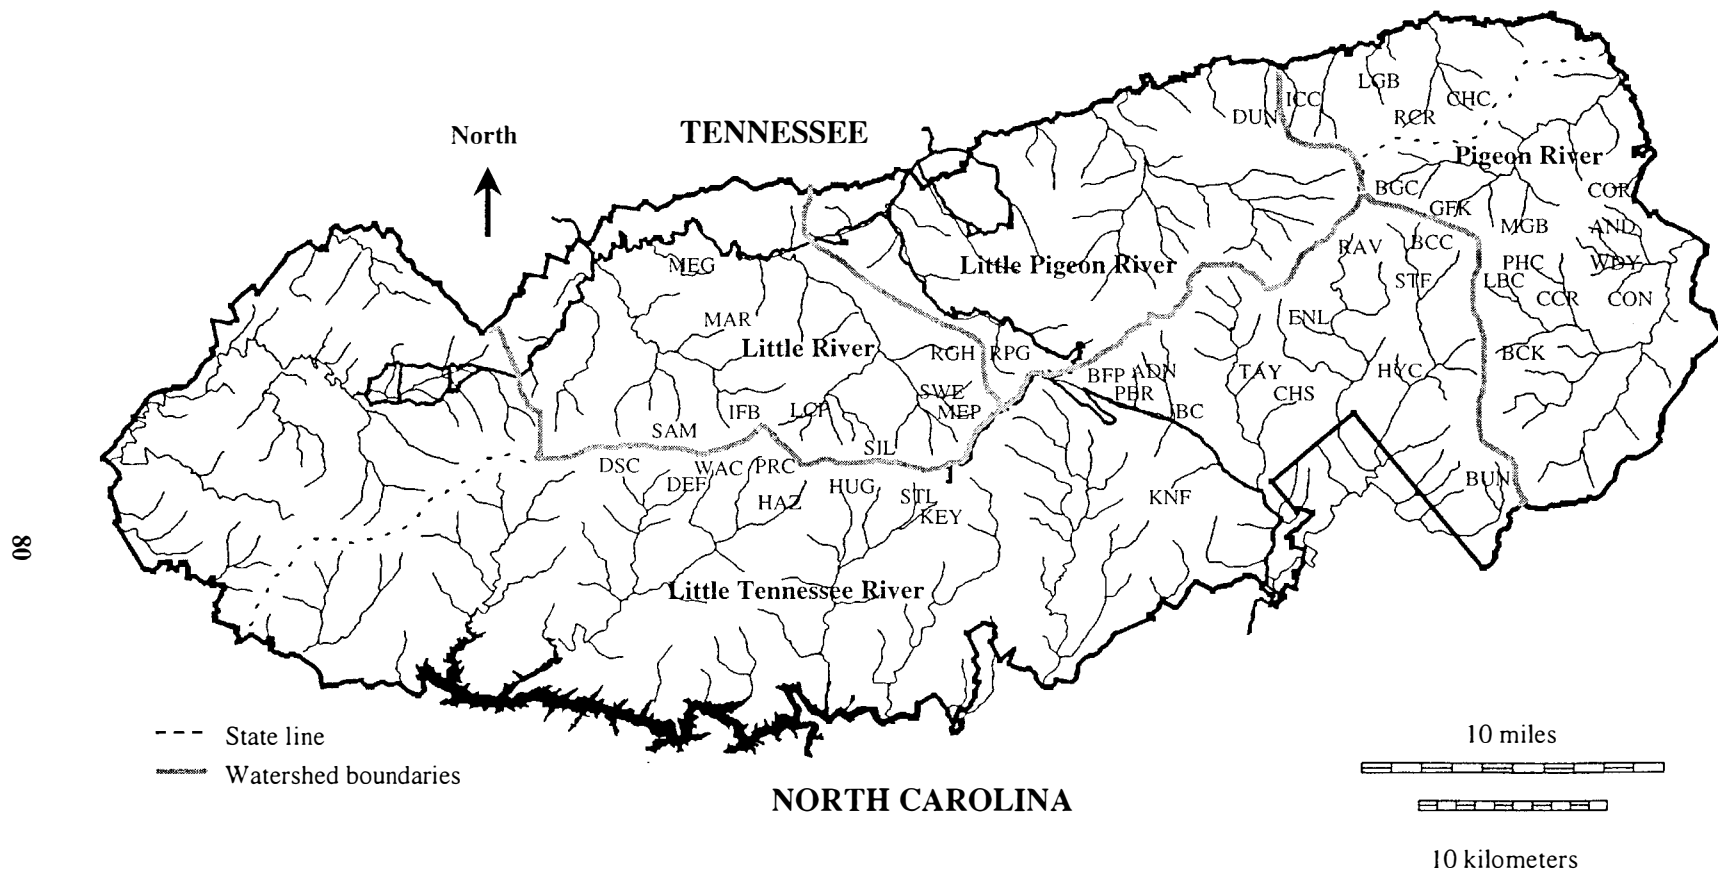 LGB
ICC
CHC
DUN
RCR
North
TENNESSEE
Pigeon River
BGC
COR
GFK
MGB
AND
RAV
BCC
MEG
Little Pigeon River
PHC
WDY
STF
LBC
CCR
CON
MAR
ENL
Little River
RGH
RPG
BCK
BFP
ADN
TAY
HYC
SWE
PBR
CHS
IFB
LCP
MEP
BC
SAM
SIL
DSC
WAC
PRC
DEF
HUG
STL
BUN
HAZ
KEY
KNF
80
Little Tennessee River
State line
10 miles
Watershed boundaries
NORTH CAROLINA
10 kilometers